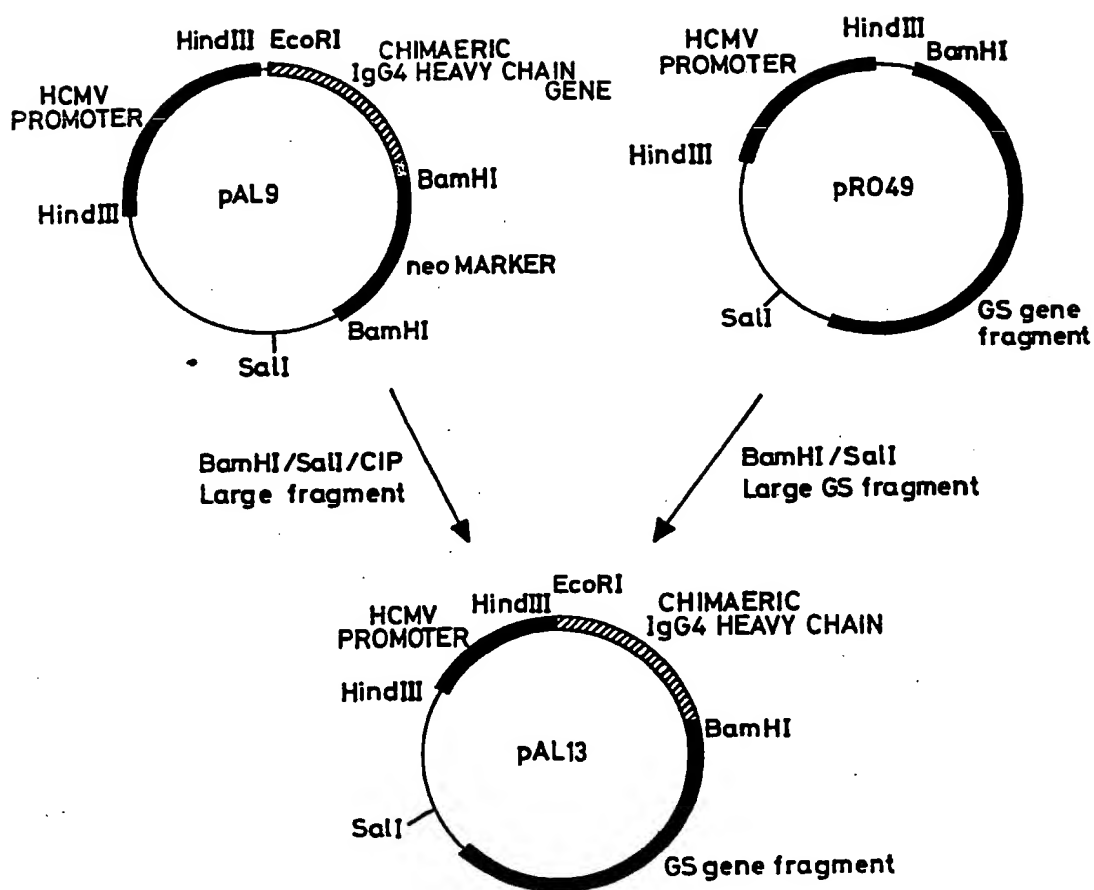 HindIII EcoRI
CHIMAERIC
IgG4 HEAVY CHAIN
GENE
HCMV
PROMOTER
HindIII
pAL9
BamHI
neo MARKER
BamHI
SalI
HCMV
PROMOTER
HindIII
BamHI
HindIII
pRO49
SalI
GS gene
fragment
BamHI/SalI/CIP
Large fragment
BamHI/SalI
Large GS fragment
EcoRI
HindIII
CHIMAERIC
IgG4 HEAVY CHAIN
HCMV
PROMOTER
HindIII
BamHI
pAL13
SalI
GS gene fragment